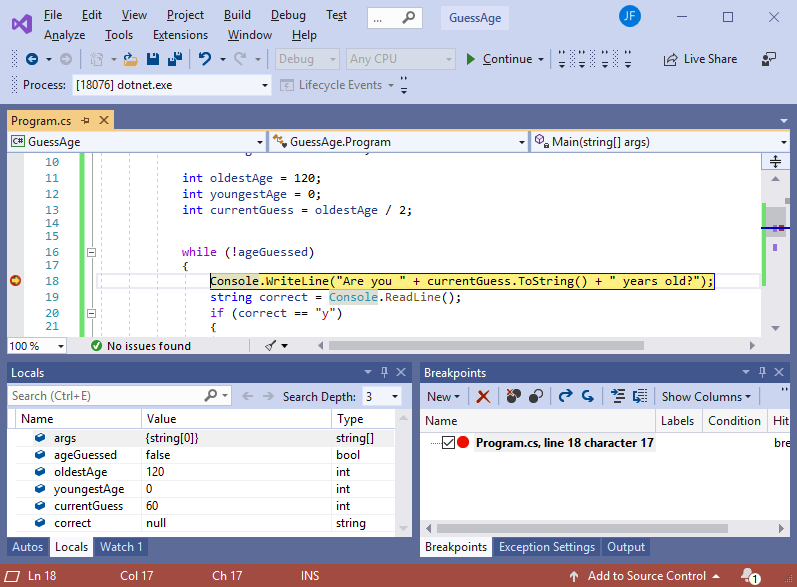 File Edit View Project Build Debug Test ... GuessAge JF
Analyze Tools Extensions Window Help
Debug Any CPU Continue Live Share
Process: [18076] dotnet.exe Lifecycle Events
Program.cs
C# GuessAge GuessAge.Program Main(string[] args)
10
11 int oldestAge = 120;
12 int youngestAge = 0;
13 int currentGuess = oldestAge / 2;
14
15
16 while (!ageGuessed)
17 {
18 Console.WriteLine("Are you " + currentGuess.ToString() + " years old?");
19 string correct = Console.ReadLine();
20 if (correct == "y")
21 {
100 % No issues found
Locals
Search (Ctrl+E) Search Depth: 3
Name Value Type
args {string[0]} string[]
ageGuessed false bool
oldestAge 120 int
youngestAge 0 int
currentGuess 60 int
correct null string
Autos Locals Watch 1
Breakpoints
New Show Columns
Name Labels Condition Hit
Program.cs, line 18 character 17 bre
Breakpoints Exception Settings Output
Ln 18 Col 17 Ch 17 INS Add to Source Control 1